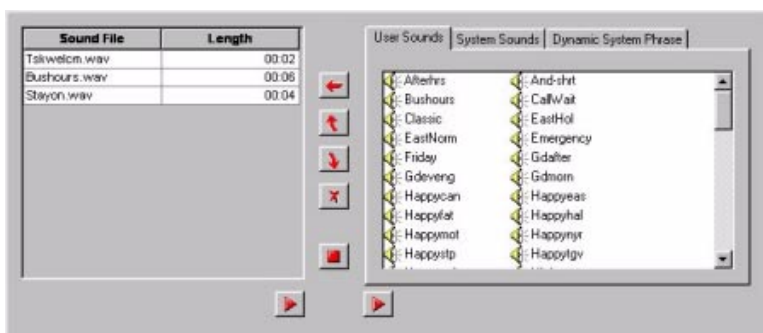 Sound File Length
Tskwelcm.wav 00:02
Bushours.wav 00:06
Stayon.wav 00:04
User Sounds System Sounds Dynamic System Phrase
Afterhrs And-shrt
Bushours CallWait
Classic EastHol
EastNorm Emergency
Friday Gdafter
Gdeveng Gdmorn
Happycan Happyeas
Happyfat Happyhal
Happymot Happynyr
Happystp Happytgv